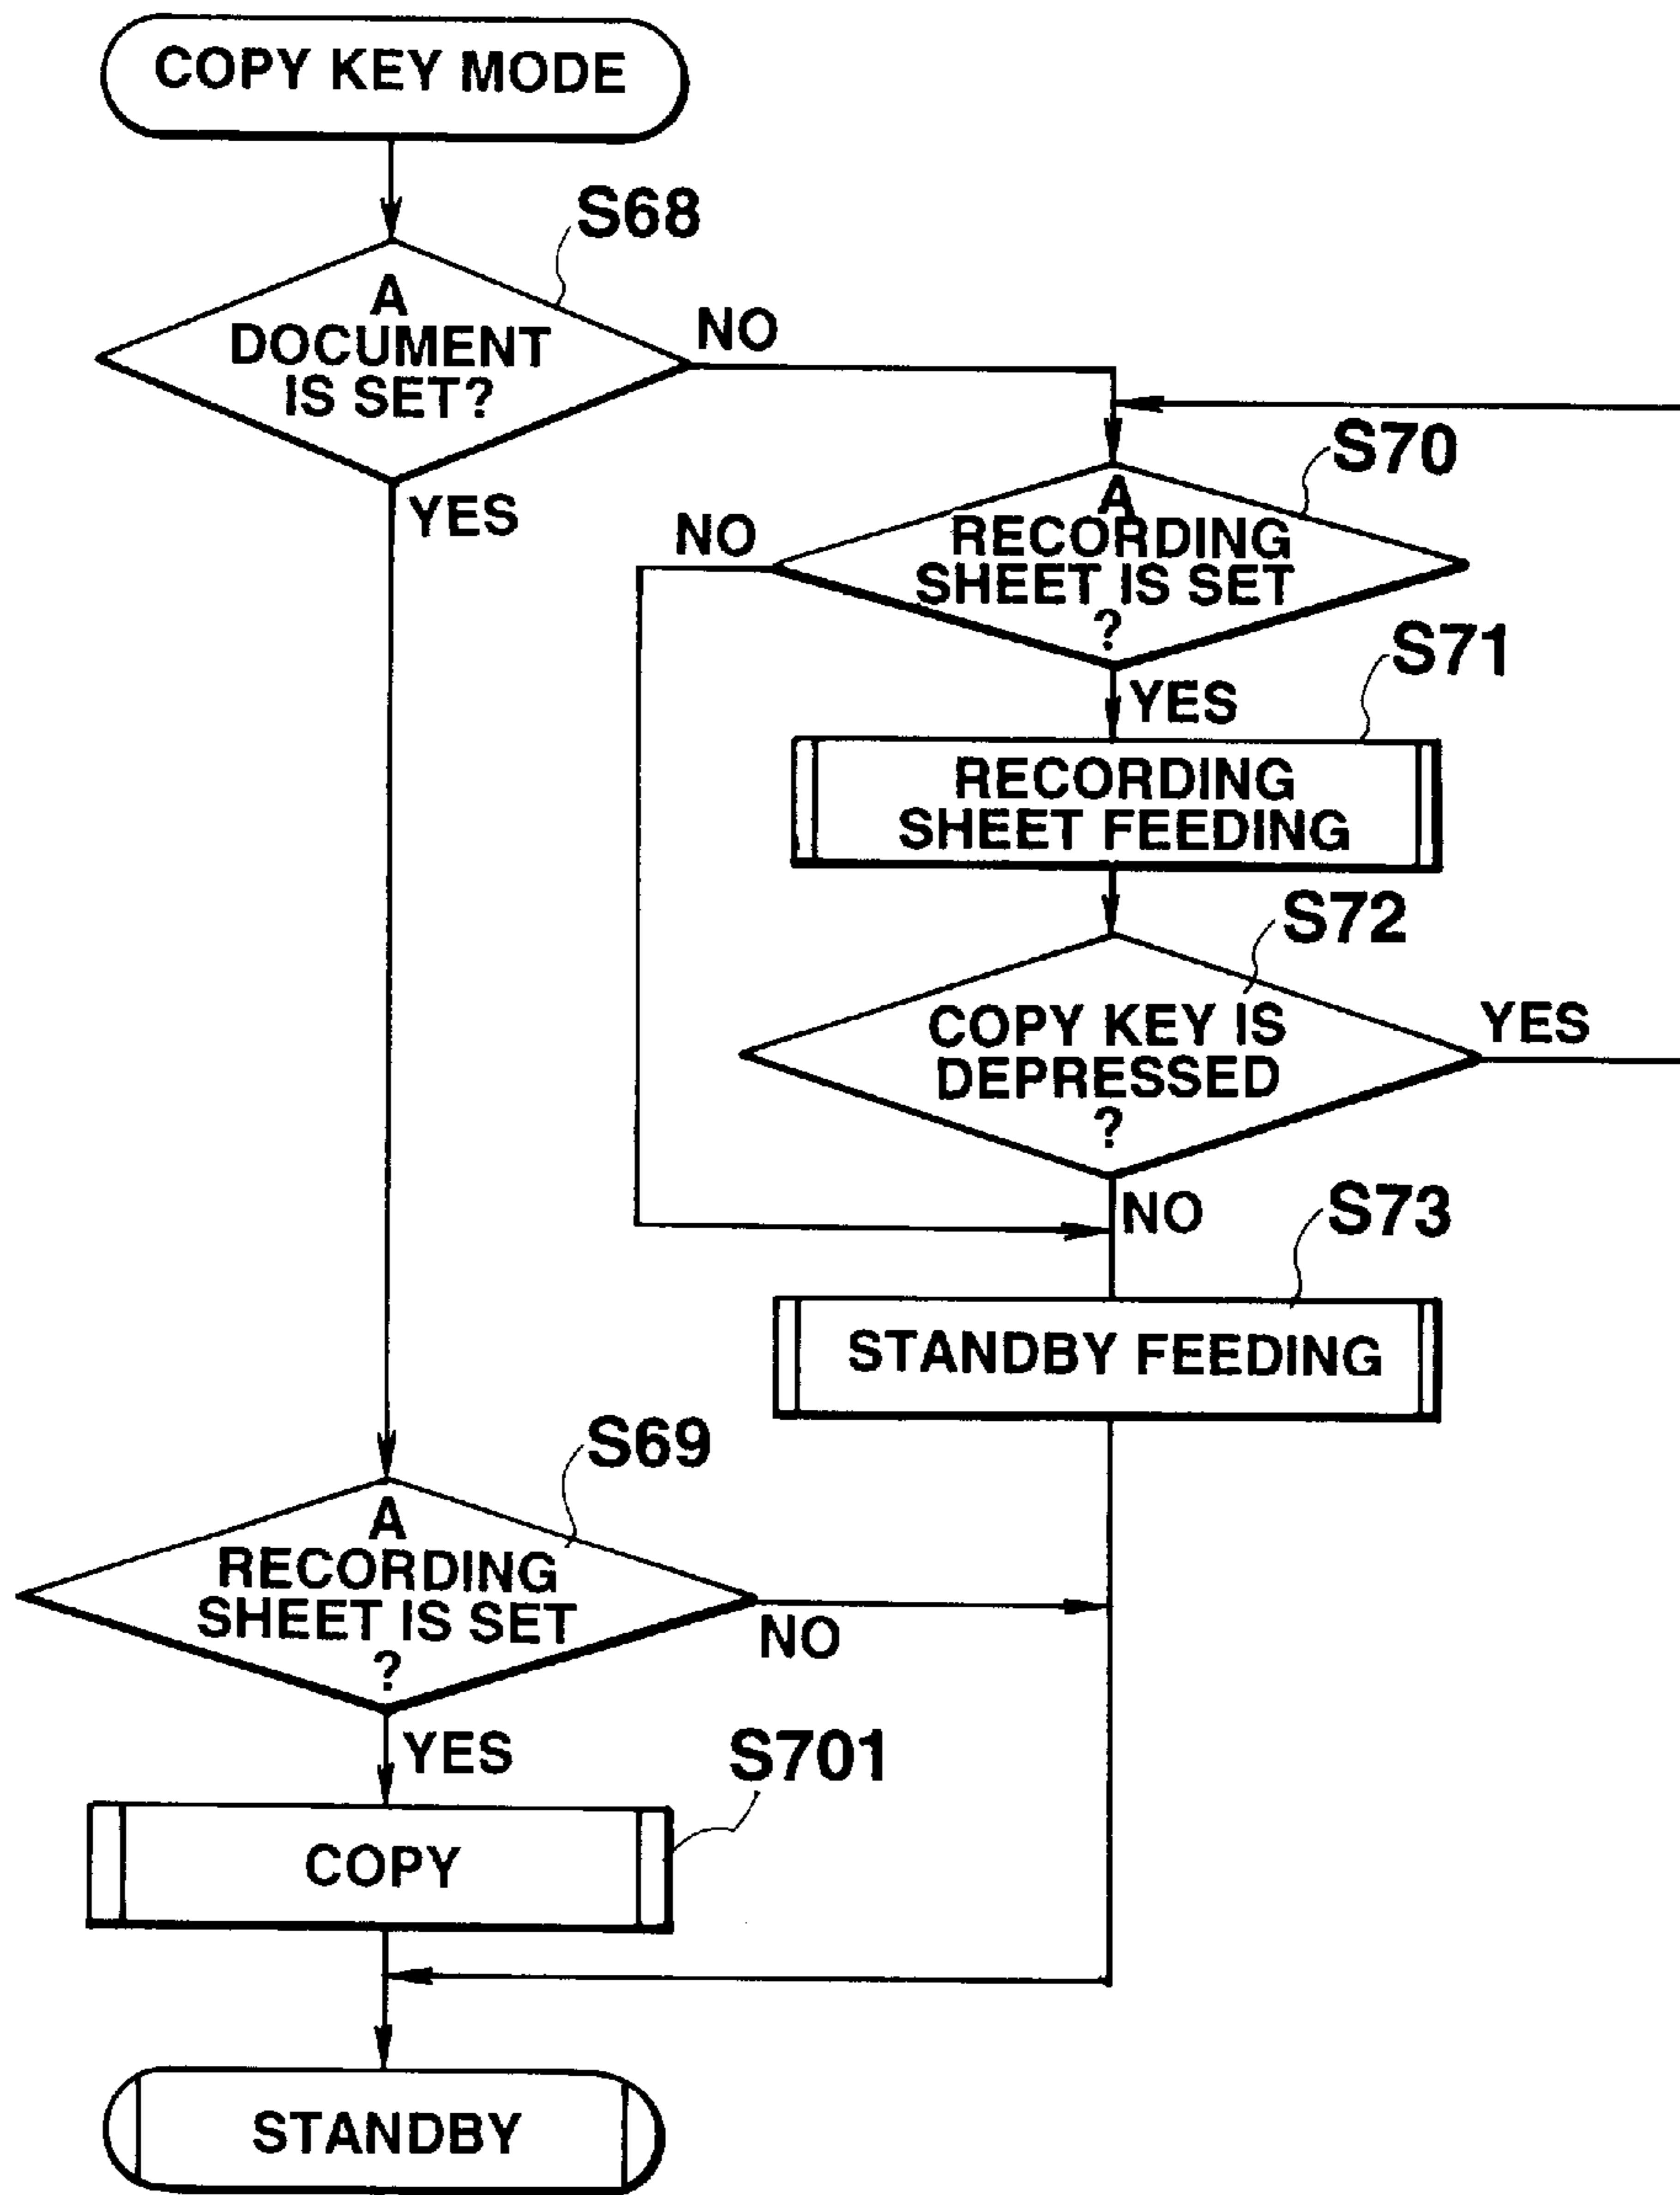 COPY KEY MODE
S68
A
DOCUMENT
IS SET?
NO
YES
S70
A
RECORDING
SHEET IS SET
?
NO
YES
S71
RECORDING
SHEET FEEDING
S72
COPY KEY IS
DEPRESSED
?
YES
NO
S73
STANDBY FEEDING
S69
A
RECORDING
SHEET IS SET
?
NO
YES
S701
COPY
STANDBY